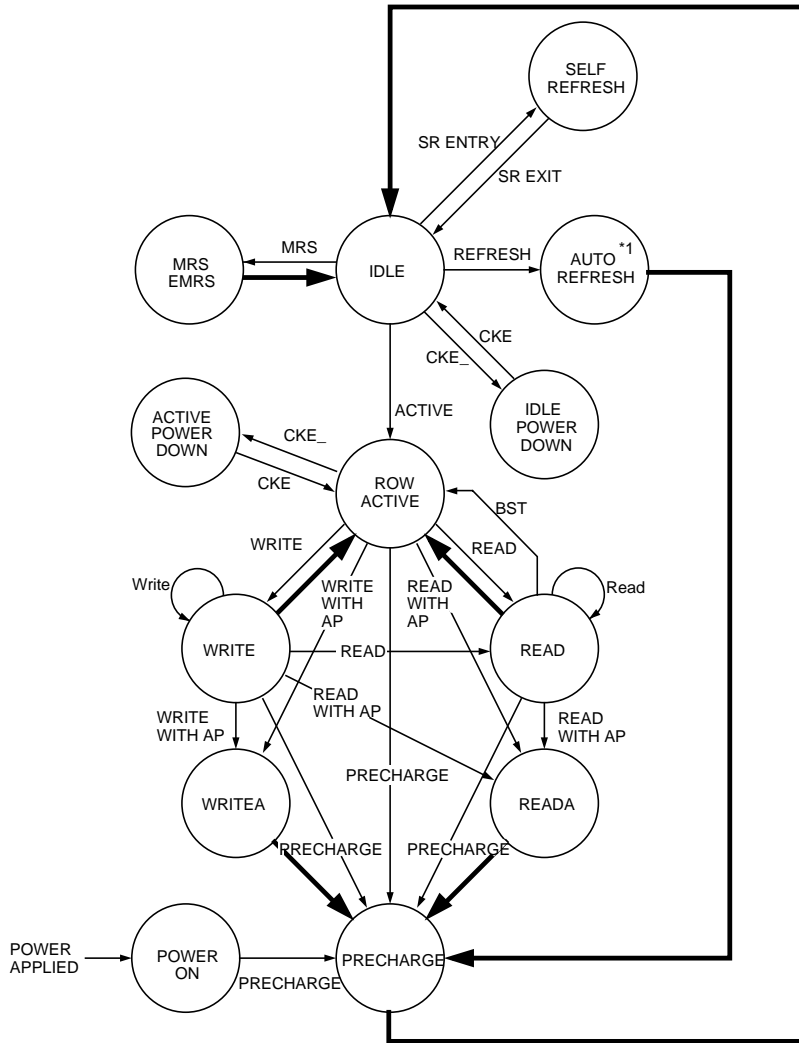 SELF
REFRESH
SR ENTRY
SR EXIT
MRS
EMRS
MRS
IDLE
REFRESH
AUTO
REFRESH
*1
CKE
CKE_
IDLE
POWER
DOWN
ACTIVE
ACTIVE
POWER
DOWN
CKE_
CKE
ROW
ACTIVE
BST
WRITE
READ
Write
WRITE
WITH
AP
READ
WITH
AP
Read
WRITE
READ
READ
READ
WITH AP
WRITE
WITH AP
READ
WITH AP
PRECHARGE
WRITEA
READA
PRECHARGE
PRECHARGE
POWER
APPLIED
POWER
ON
PRECHARGE
PRECHARGE